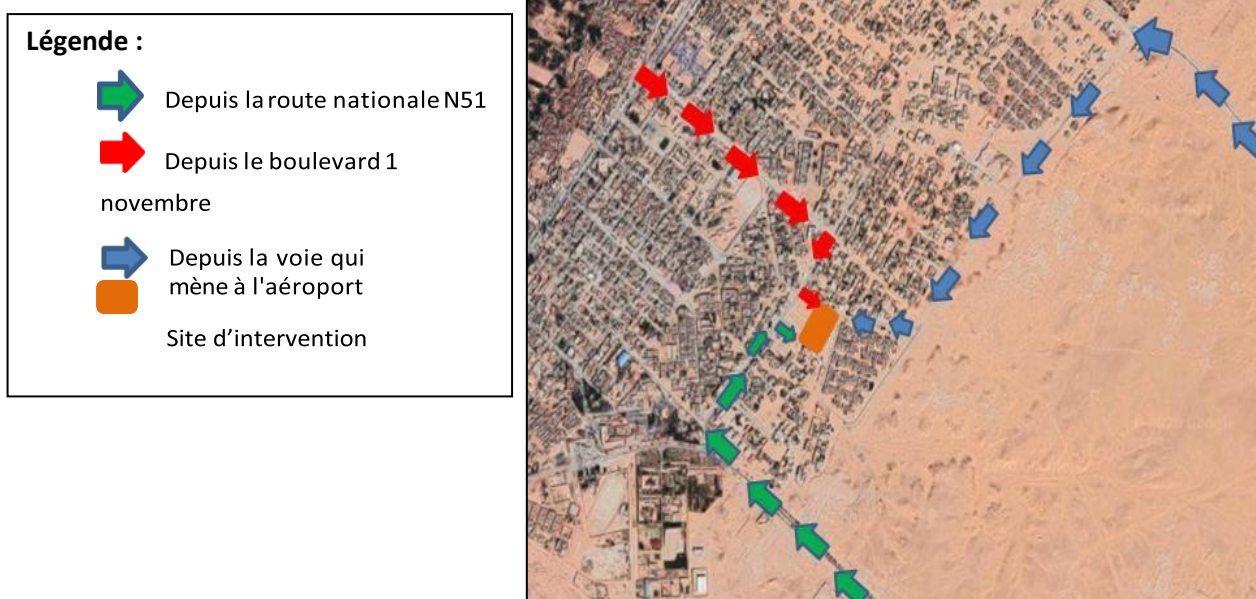 Légende :
Depuis la route nationale N51
Depuis le boulevard 1
novembre
Depuis la voie qui
mène à l'aéroport
Site d’intervention